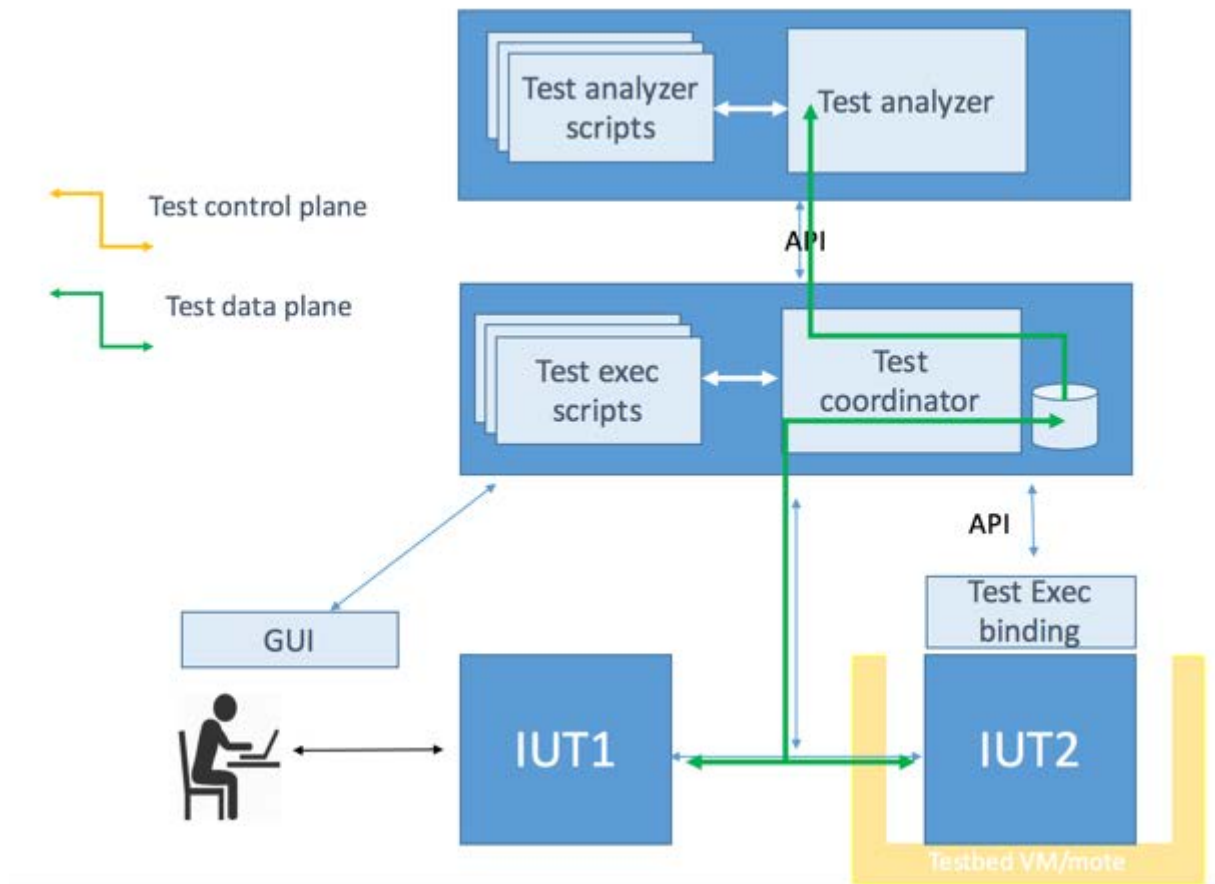 Test analyzer
scripts
Test analyzer
Test control plane
API
Test data plane
Test exec
scripts
Test
coordinator
API
Test Exec
binding
GUI
IUT1
IUT2
Testbed VM/mote